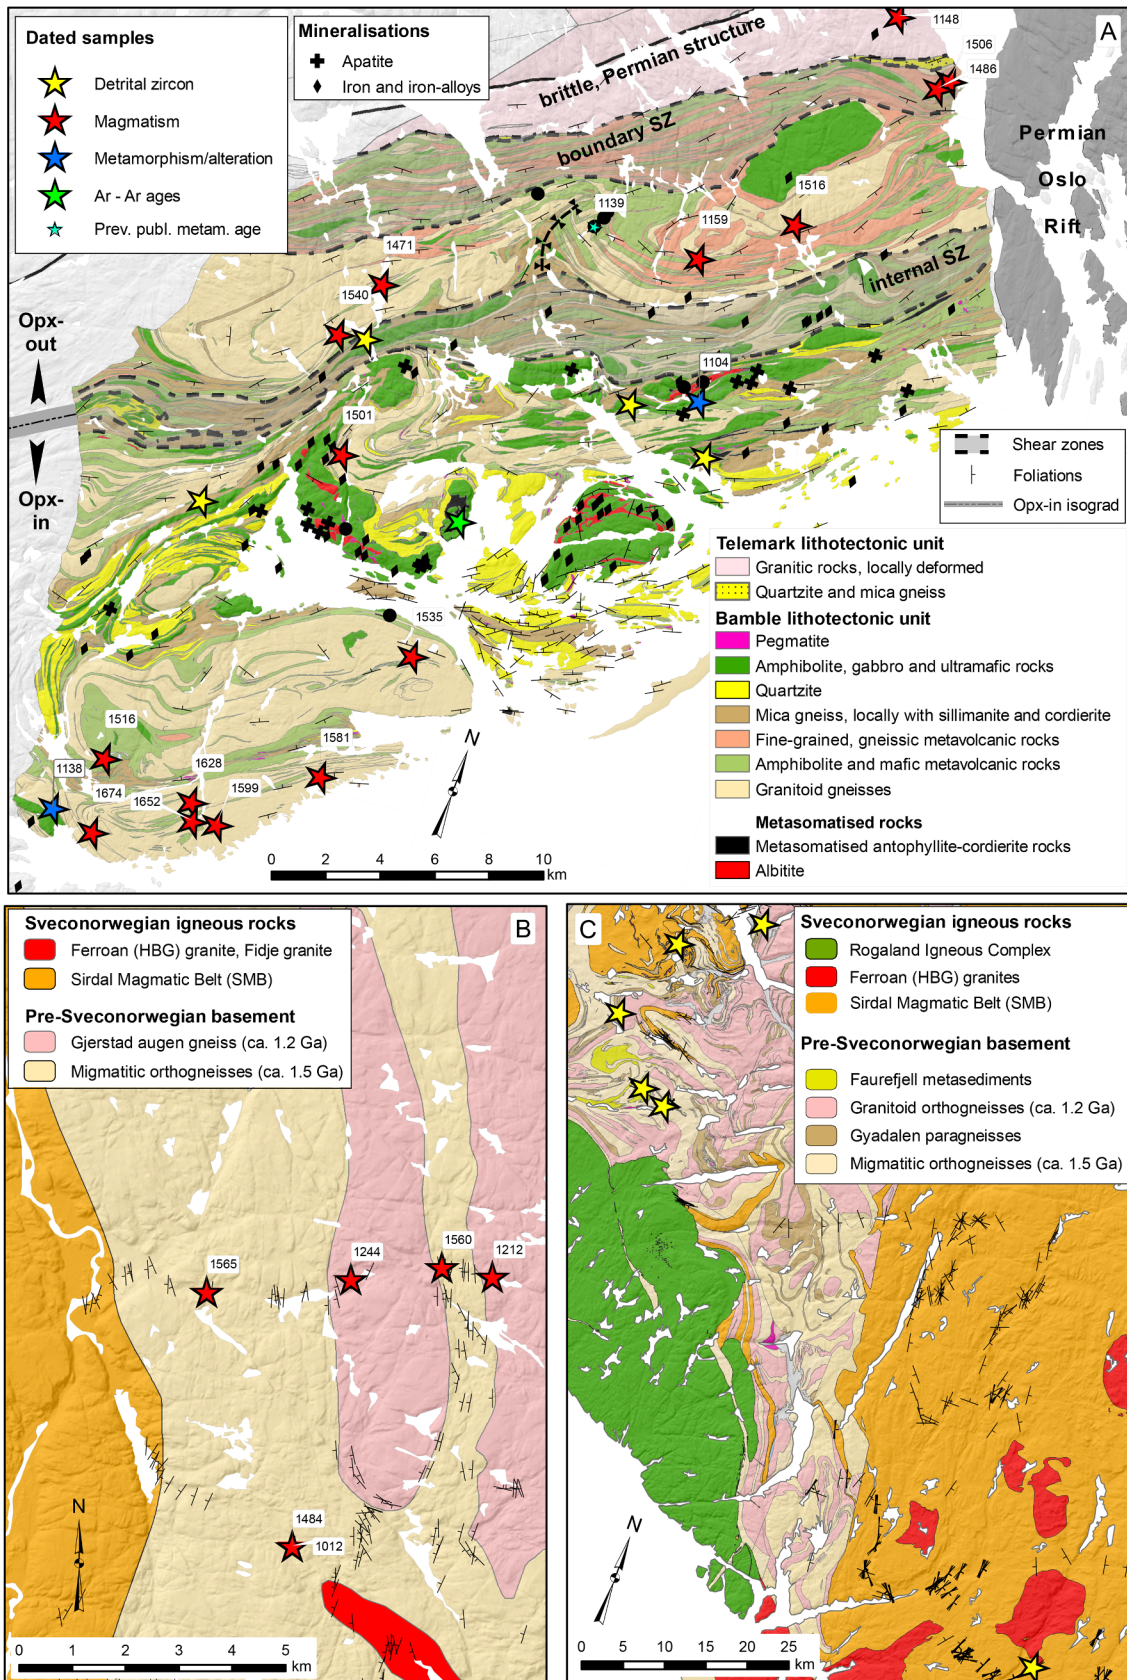 A
Dated samples
Detrital zircon
Magmatism
Metamorphism/alteration
Ar - Ar ages
Prev. publ. metam. age
Mineralisations
Apatite
Iron and iron-alloys
brittle, Permian structure
boundary SZ
internal SZ
1148
1506
1486
Permian
Oslo
Rift
1516
1139
1159
1471
1540
Opx-
out
Opx-
in
1104
1501
1535
1516
1138
1674
1652
1628
1599
1581
N
0 2 4 6 8 10
km
Shear zones
Foliations
Opx-in isograd
Telemark lithotectonic unit
Granitic rocks, locally deformed
Quartzite and mica gneiss
Bamble lithotectonic unit
Pegmatite
Amphibolite, gabbro and ultramafic rocks
Quartzite
Mica gneiss, locally with sillimanite and cordierite
Fine-grained, gneissic metavolcanic rocks
Amphibolite and mafic metavolcanic rocks
Granitoid gneisses
Metasomatised rocks
Metasomatised antophyllite-cordierite rocks
Albitite
B
Sveconorwegian igneous rocks
Ferroan (HBG) granite, Fidje granite
Sirdal Magmatic Belt (SMB)
Pre-Sveconorwegian basement
Gjerstad augen gneiss (ca. 1.2 Ga)
Migmatitic orthogneisses (ca. 1.5 Ga)
1565
1244
1560
1212
1484
1012
N
0 1 2 3 4 5
km
C
Sveconorwegian igneous rocks
Rogaland Igneous Complex
Ferroan (HBG) granites
Sirdal Magmatic Belt (SMB)
Pre-Sveconorwegian basement
Faurefjell metasediments
Granitoid orthogneisses (ca. 1.2 Ga)
Gyadalen paragneisses
Migmatitic orthogneisses (ca. 1.5 Ga)
N
0 5 10 15 20 25
km